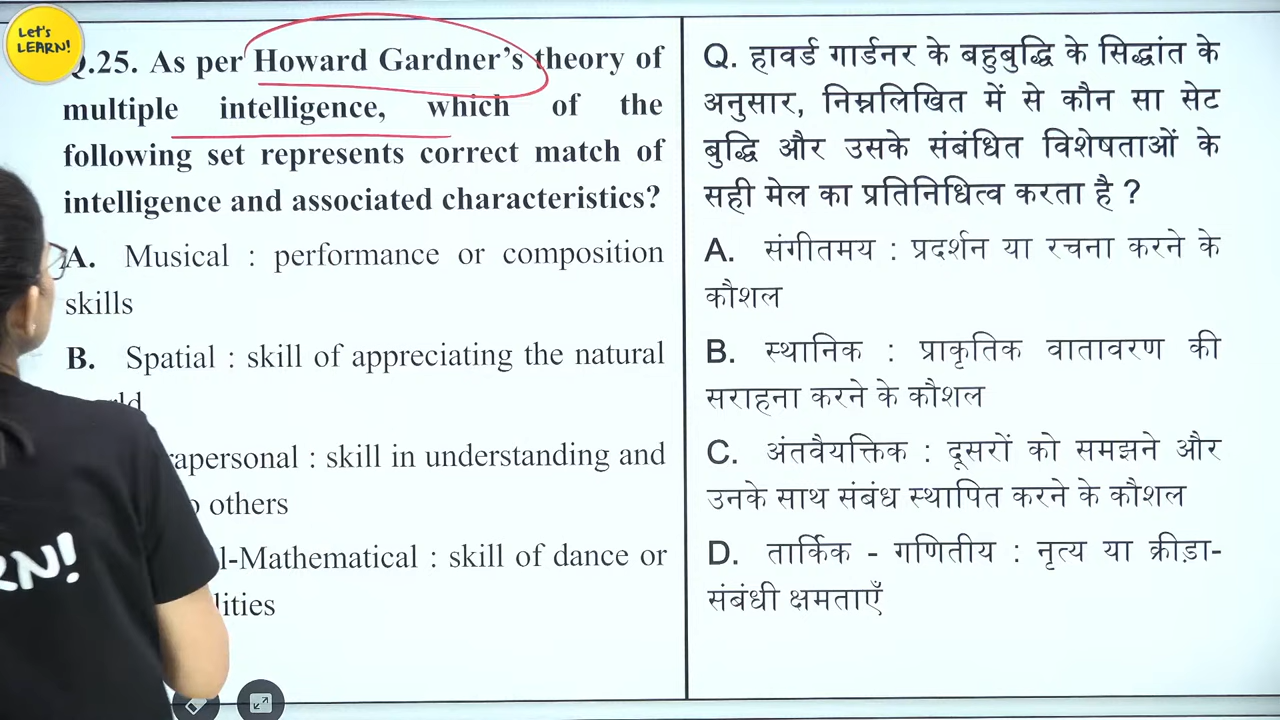 Let's
LEARN!
.25. As per Howard Gardner's theory of
multiple intelligence, which of the
following set represents correct match of
intelligence and associated characteristics?
A. Musical : performance or composition
skills
B. Spatial : skill of appreciating the natural
rapersonal : skill in understanding and
others
l-Mathematical : skill of dance or
lities
Q. हावर्ड गार्डनर के बहुबुद्धि के सिद्धांत के
अनुसार, निम्नलिखित में से कौन सा सेट
बुद्धि और उसके संबंधित विशेषताओं के
सही मेल का प्रतिनिधित्व करता है ?
A. संगीतमय : प्रदर्शन या रचना करने के
कौशल
B. स्थानिक : प्राकृतिक वातावरण की
सराहना करने के कौशल
C. अंतवैयक्तिक : दूसरों को समझने और
उनके साथ संबंध स्थापित करने के कौशल
D. तार्किक - गणितीय : नृत्य या क्रीड़ा-
संबंधी क्षमताएँ
RN!